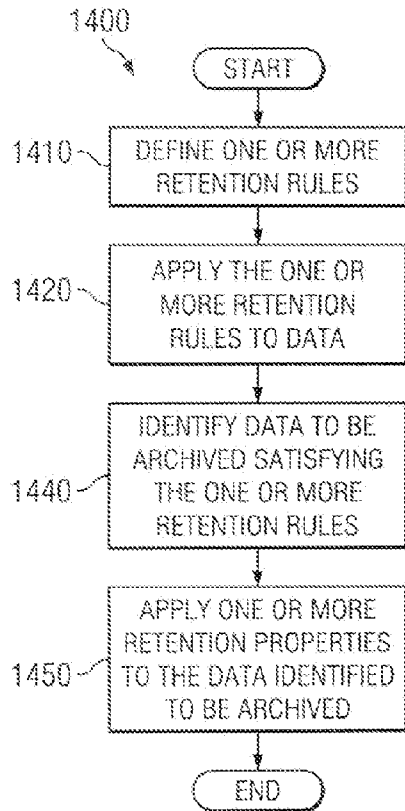 1400
START
1410
DEFINE ONE OR MORE
RETENTION RULES
1420
APPLY THE ONE OR
MORE RETENTION
RULES TO DATA
1440
IDENTIFY DATA TO BE
ARCHIVED SATISFYING
THE ONE OR MORE
RETENTION RULES
1450
APPLY ONE OR MORE
RETENTION PROPERTIES
TO THE DATA IDENTIFIED
TO BE ARCHIVED
END